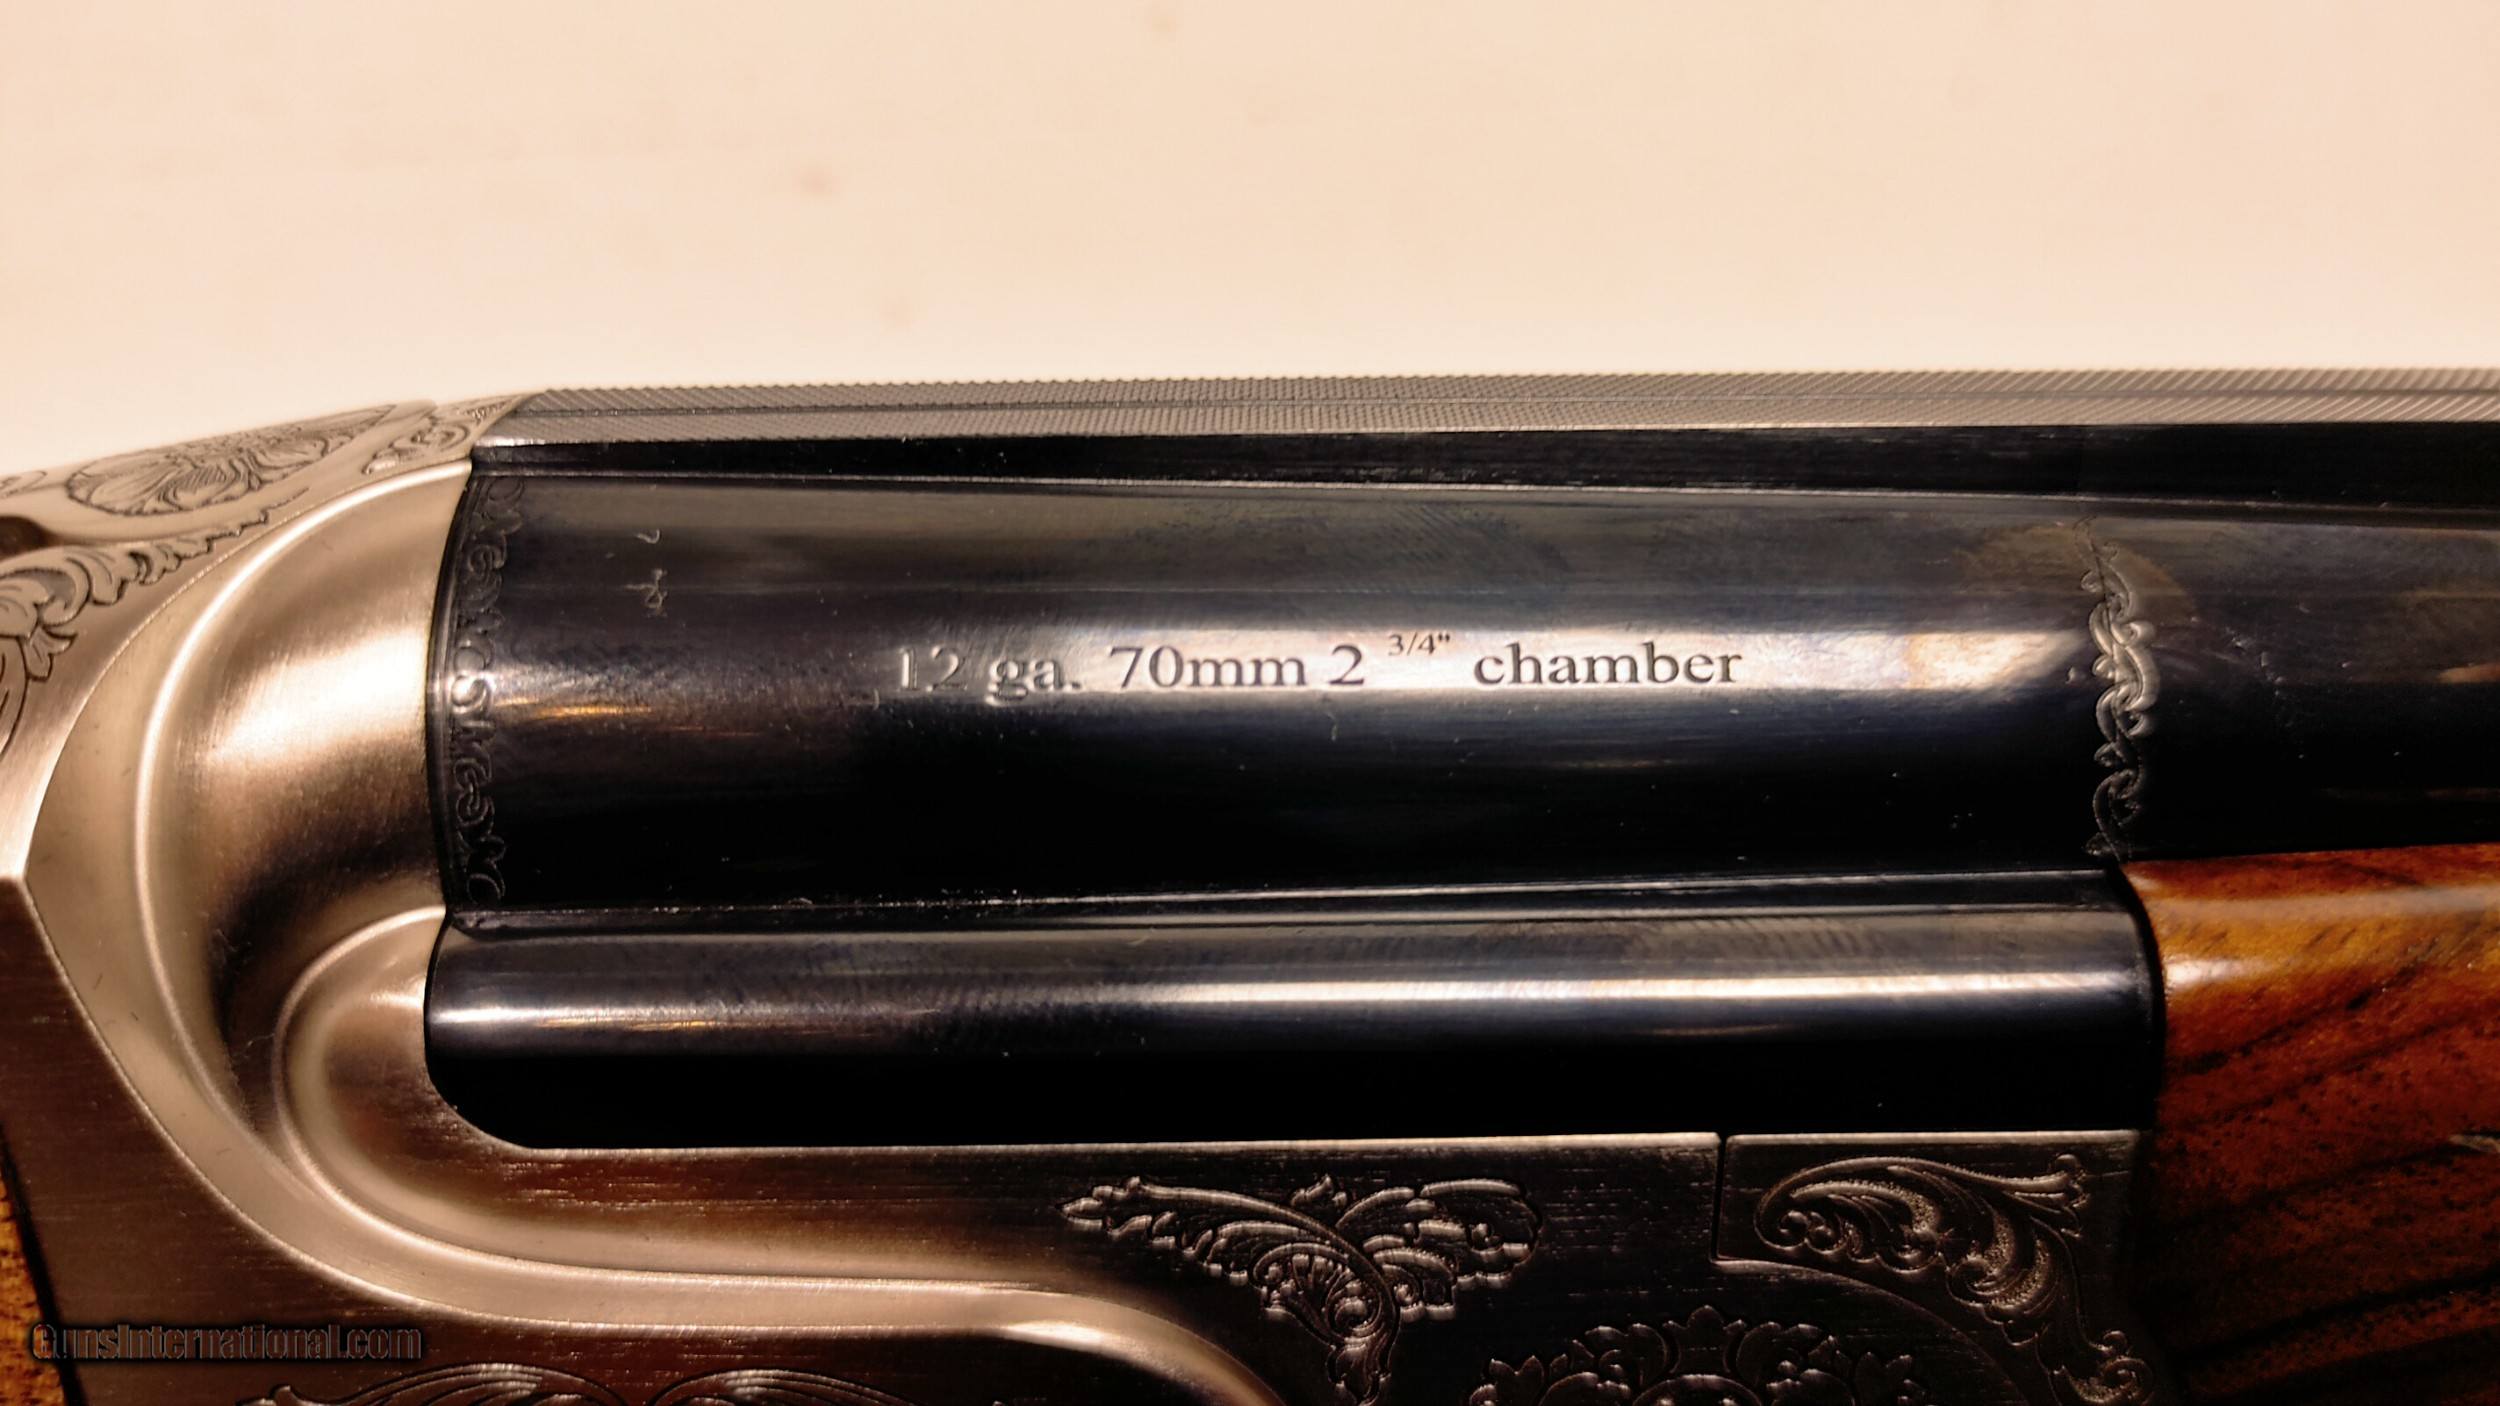 12 ga. 70mm 2 3/4" chamber
GunsInternational.com